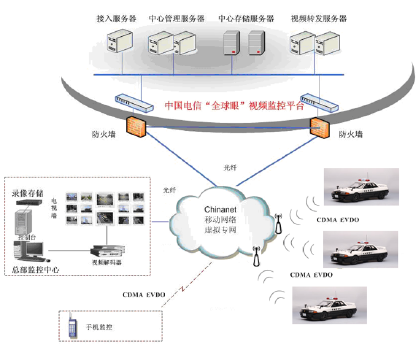 接入服务器
中心管理服务器
中心存储服务器
视频转发服务器
中国电信“全球眼”视频监控平台
防火墙
防火墙
光纤
光纤
录像存储
电视墙
控制台
视频解码器
总部监控中心
Chinanet
移动网络
虚拟专网
CDMA EVDO
CDMA EVDO
CDMA EVDO
手机监控